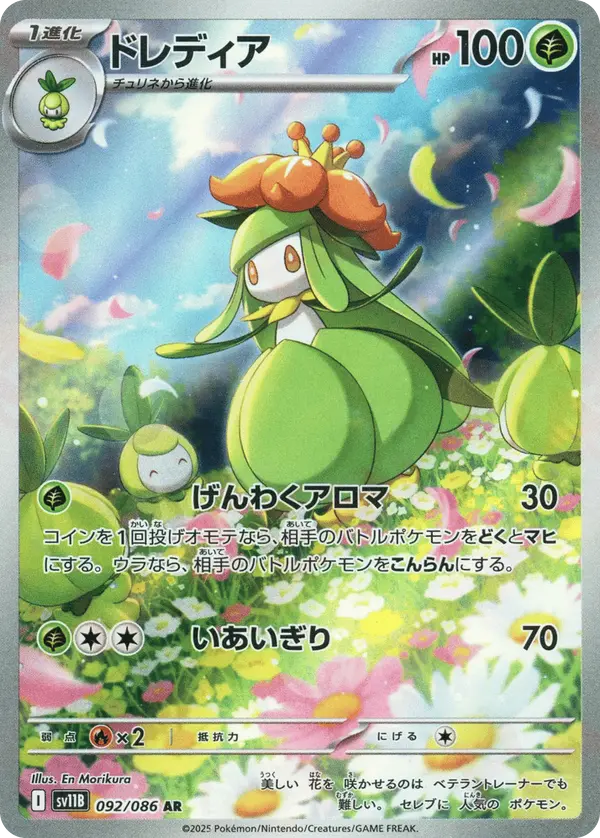 1進化 ドレディア HP 100
チュリネから進化
げんわくアロマ 30
コインを1回投げオモテなら、相手のバトルポケモンをどくとマヒ
にする。ウラなら、相手のバトルポケモンをこんらんにする。
いあいぎり 70
弱点 ×2 抵抗力 にげる
Illus. En Morikura
I sv11B 092/086 AR
美しい 花を 咲かせるのは ベテラントレーナーでも
難しい。 セレブに 人気の ポケモン。
©2025 Pokémon/Nintendo/Creatures/GAME FREAK.